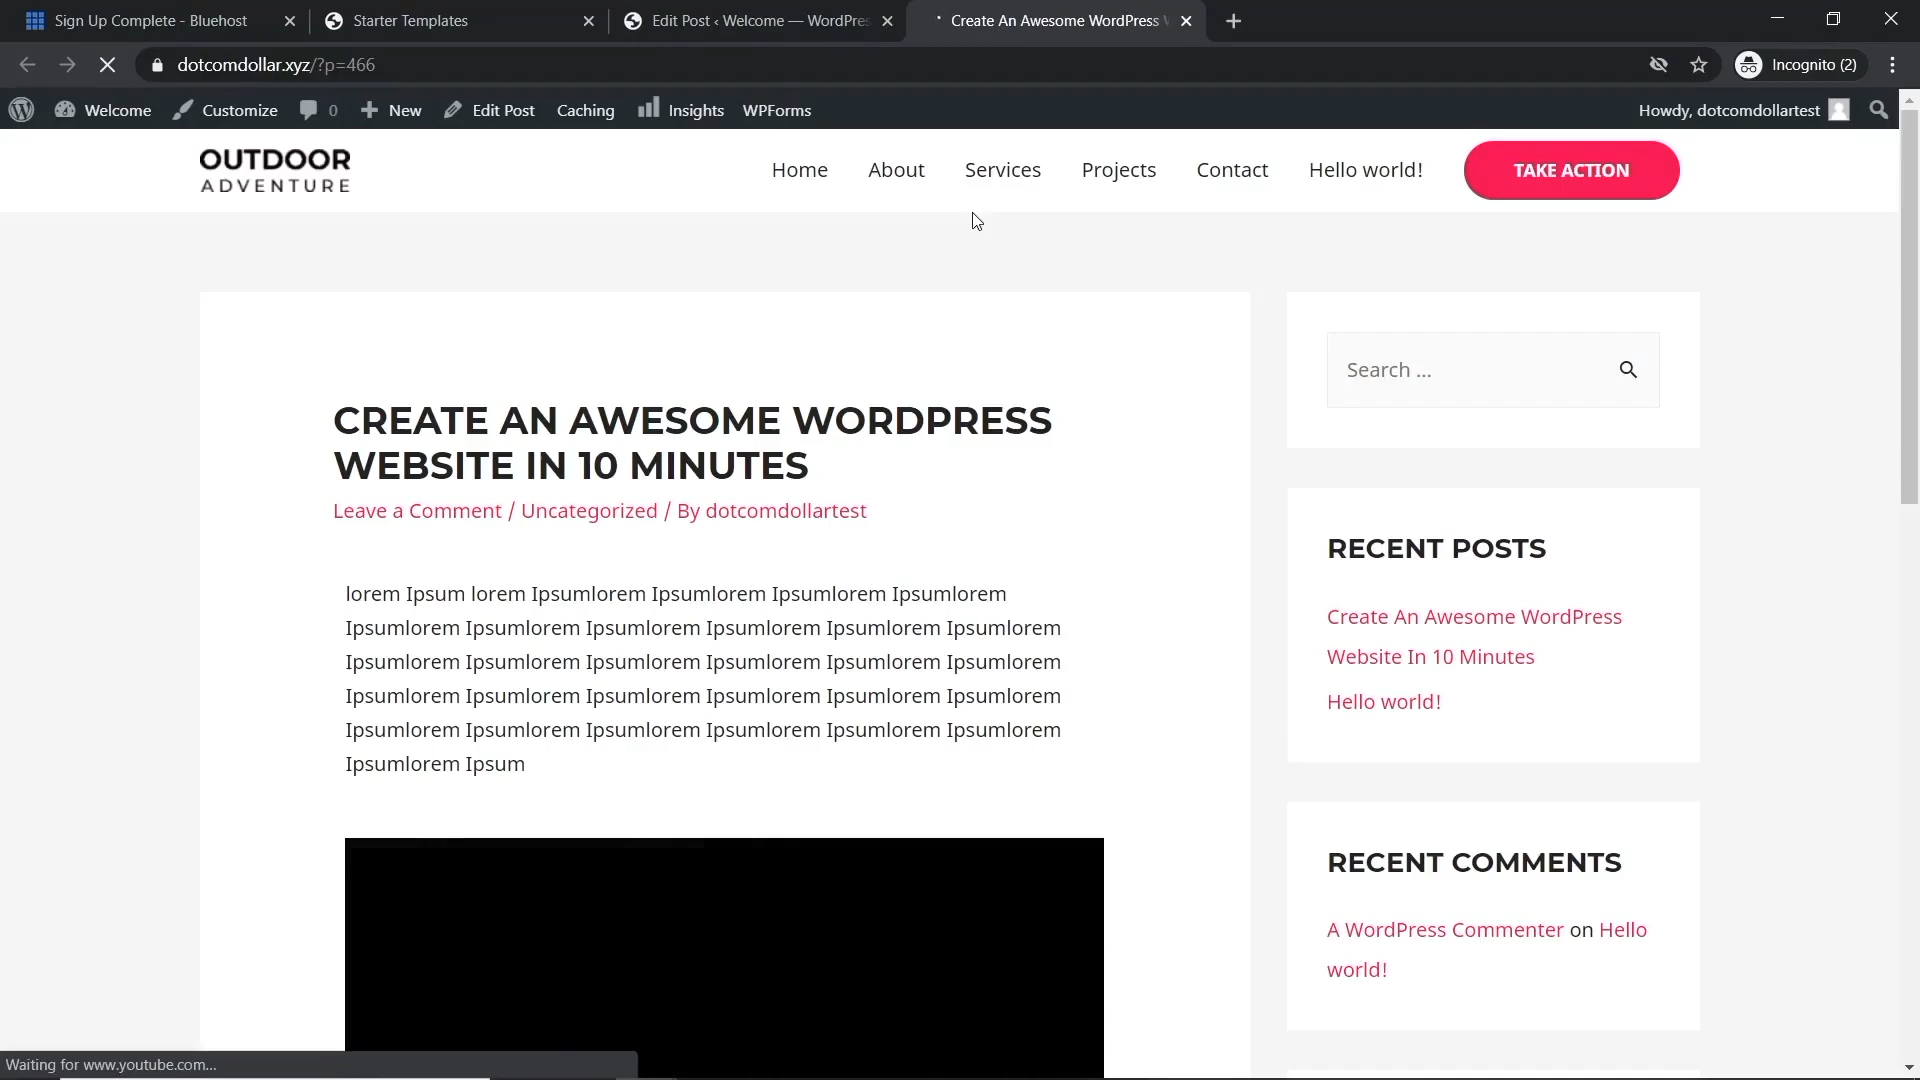 Sign Up Complete - Bluehost
Starter Templates
Edit Post ‹ Welcome — WordPres
Create An Awesome WordPress
dotcomdollar.xyz/?p=466
Incognito (2)
Welcome
Customize
0
New
Edit Post
Caching
Insights
WPForms
Howdy, dotcomdollartest
OUTDOOR
ADVENTURE
Home
About
Services
Projects
Contact
Hello world!
TAKE ACTION
CREATE AN AWESOME WORDPRESS
WEBSITE IN 10 MINUTES
Leave a Comment / Uncategorized / By dotcomdollartest
lorem Ipsum lorem Ipsumlorem Ipsumlorem Ipsumlorem Ipsumlorem
Ipsumlorem Ipsumlorem Ipsumlorem Ipsumlorem Ipsumlorem Ipsumlorem
Ipsumlorem Ipsumlorem Ipsumlorem Ipsumlorem Ipsumlorem Ipsumlorem
Ipsumlorem Ipsumlorem Ipsumlorem Ipsumlorem Ipsumlorem Ipsumlorem
Ipsumlorem Ipsumlorem Ipsumlorem Ipsumlorem Ipsumlorem Ipsumlorem
Ipsumlorem Ipsum
Search ...
RECENT POSTS
Create An Awesome WordPress
Website In 10 Minutes
Hello world!
RECENT COMMENTS
A WordPress Commenter on Hello
world!
Waiting for www.youtube.com...